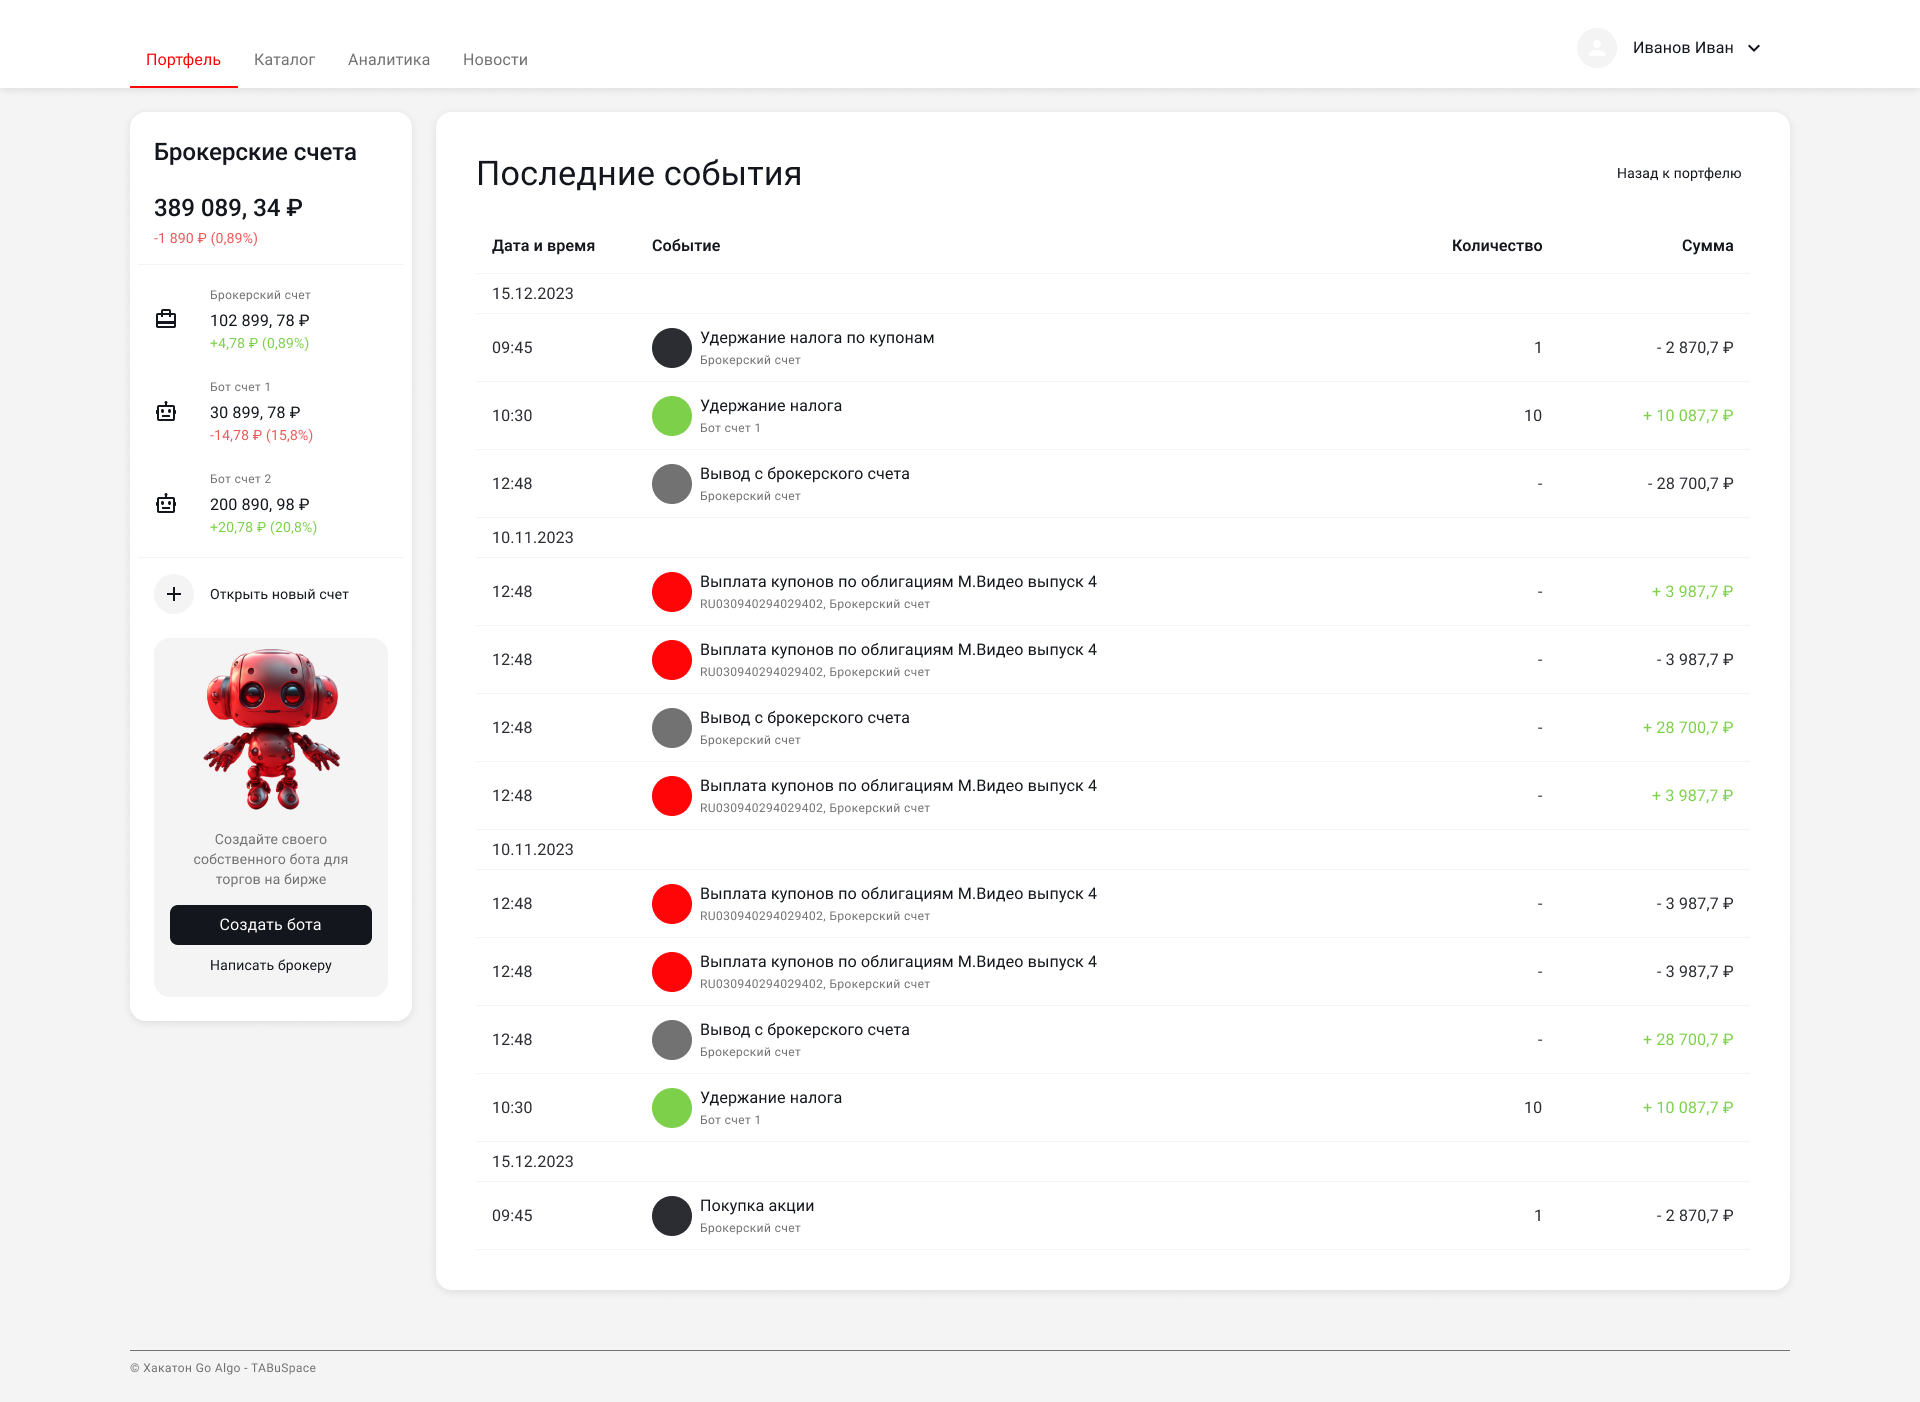 Портфель Каталог Аналитика Новости Иванов Иван
Брокерские счета
389 089, 34 ₽
-1 890 ₽ (0,89%)
Брокерский счет
102 899, 78 ₽
+4,78 ₽ (0,89%)
Бот счет 1
30 899, 78 ₽
-14,78 ₽ (15,8%)
Бот счет 2
200 890, 98 ₽
+20,78 ₽ (20,8%)
Открыть новый счет
Создайте своего
собственного бота для
торгов на бирже
Создать бота
Написать брокеру
Последние события
Назад к портфелю
Дата и время Событие Количество Сумма
15.12.2023
09:45 Удержание налога по купонам 1 - 2 870,7 ₽
Брокерский счет
10:30 Удержание налога 10 + 10 087,7 ₽
Бот счет 1
12:48 Вывод с брокерского счета - - 28 700,7 ₽
Брокерский счет
10.11.2023
12:48 Выплата купонов по облигациям М.Видео выпуск 4 - + 3 987,7 ₽
RU030940294029402, Брокерский счет
12:48 Выплата купонов по облигациям М.Видео выпуск 4 - - 3 987,7 ₽
RU030940294029402, Брокерский счет
12:48 Вывод с брокерского счета - + 28 700,7 ₽
Брокерский счет
12:48 Выплата купонов по облигациям М.Видео выпуск 4 - + 3 987,7 ₽
RU030940294029402, Брокерский счет
10.11.2023
12:48 Выплата купонов по облигациям М.Видео выпуск 4 - - 3 987,7 ₽
RU030940294029402, Брокерский счет
12:48 Выплата купонов по облигациям М.Видео выпуск 4 - - 3 987,7 ₽
RU030940294029402, Брокерский счет
12:48 Вывод с брокерского счета - + 28 700,7 ₽
Брокерский счет
10:30 Удержание налога 10 + 10 087,7 ₽
Бот счет 1
15.12.2023
09:45 Покупка акции 1 - 2 870,7 ₽
Брокерский счет
© Хакатон Go Algo - TABuSpace